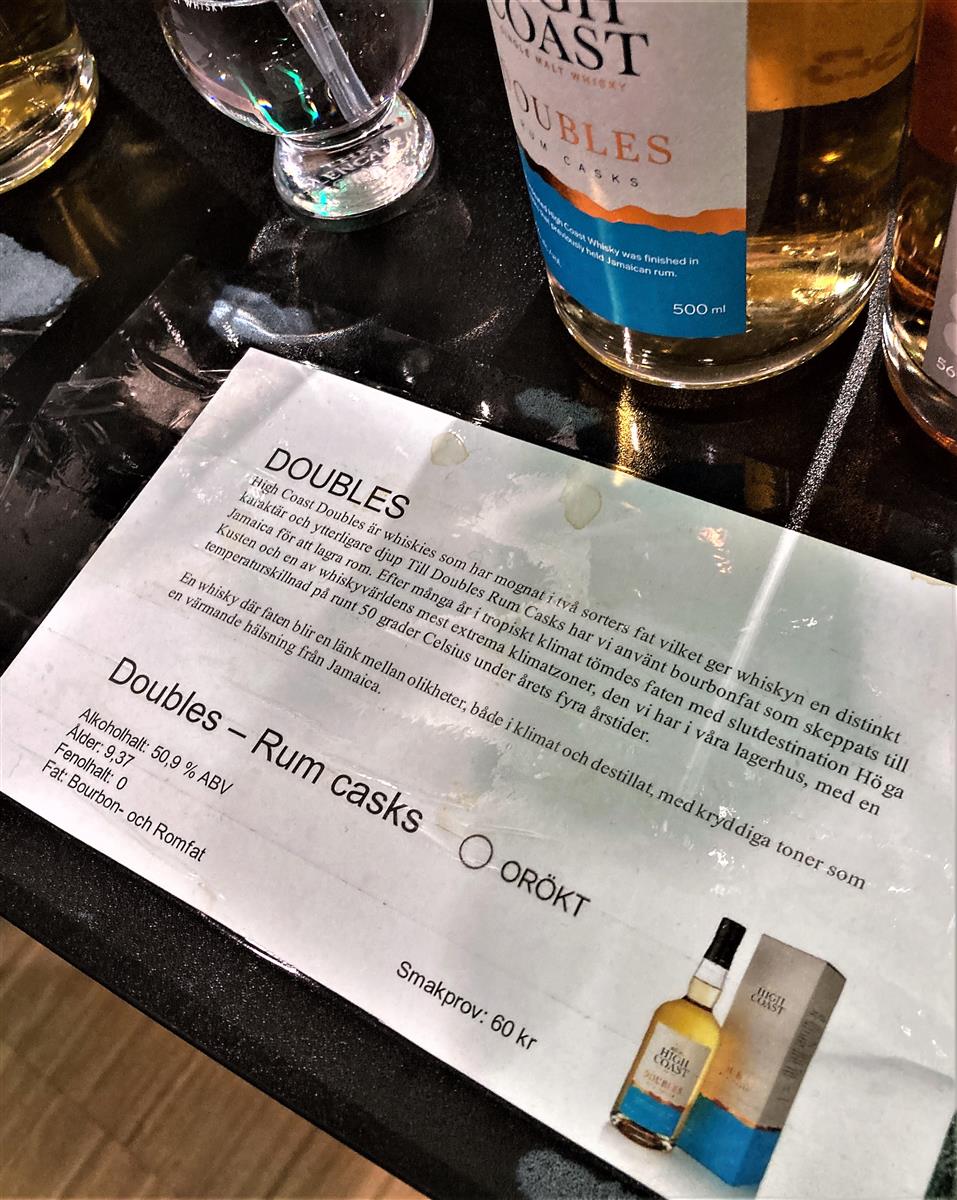 WHISKY
HIGH
COAST
SINGLE MALT WHISKY
DOUBLES
RUM CASKS
High Coast Whisky was finished in
previously held Jamaican rum.
500 ml
56
DOUBLES
High Coast Doubles är whiskies som har mognat i två sorters fat vilket ger whiskyn en distinkt
karaktär och ytterligare djup Till Doubles Rum Casks har vi använt bourbonfat som skeppats till
Jamaica för att lagra rom. Efter många år i tropiskt klimat tömdes faten med slutdestination Höga
Kusten och en av whiskyvärldens mest extrema klimatzoner, den vi har i våra lagerhus, med en
temperaturskillnad på runt 50 grader Celsius under årets fyra årstider.
En whisky där faten blir en länk mellan olikheter, både i klimat och destillat, med kryddiga toner som
en värmande hälsning från Jamaica.
Doubles – Rum casks
ORÖKT
Alkoholhalt: 50,9 % ABV
Ålder: 9,37
Fenolhalt: 0
Fat: Bourbon- och Romfat
Smakprov: 60 kr
HIGH
COAST
HIGH
COAST
DOUBLES